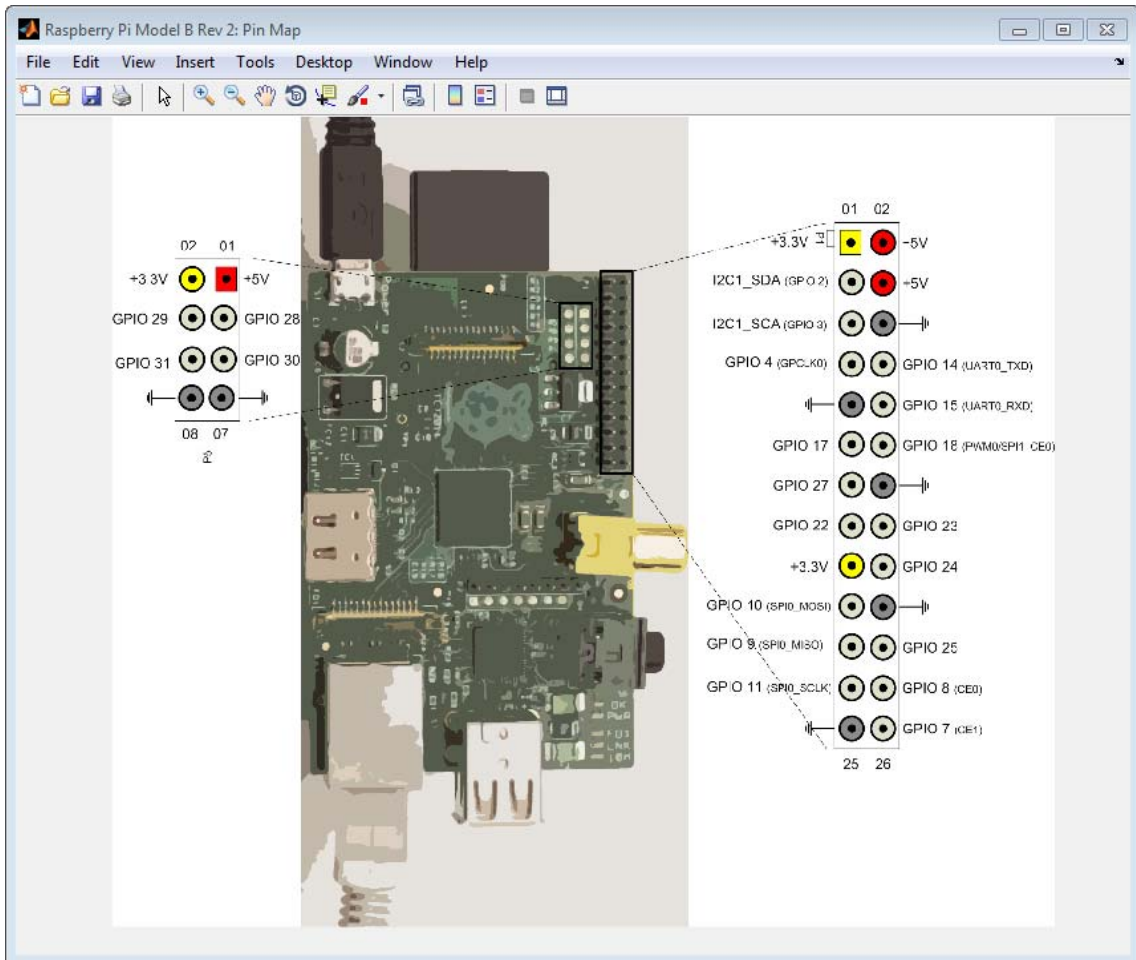 Raspberry Pi Model B Rev 2: Pin Map
File Edit View Insert Tools Desktop Window Help
02 01
+3.3V +5V
GPIO 29 GPIO 28
GPIO 31 GPIO 30
08 07
01 02
+3.3V P1 +5V
I2C1_SDA (GPIO 2) +5V
I2C1_SCA (GPIO 3)
GPIO 4 (GPCLK0) GPIO 14 (UART0_TXD)
GPIO 15 (UART0_RXD)
GPIO 17 GPIO 18 (PWM0/SPI1_CE0)
GPIO 27
GPIO 22 GPIO 23
+3.3V GPIO 24
GPIO 10 (SPI0_MOSI)
GPIO 9 (SPI0_MISO) GPIO 25
GPIO 11 (SPI0_SCLK) GPIO 8 (CE0)
GPIO 7 (CE1)
25 26
OK
PWR
LNK